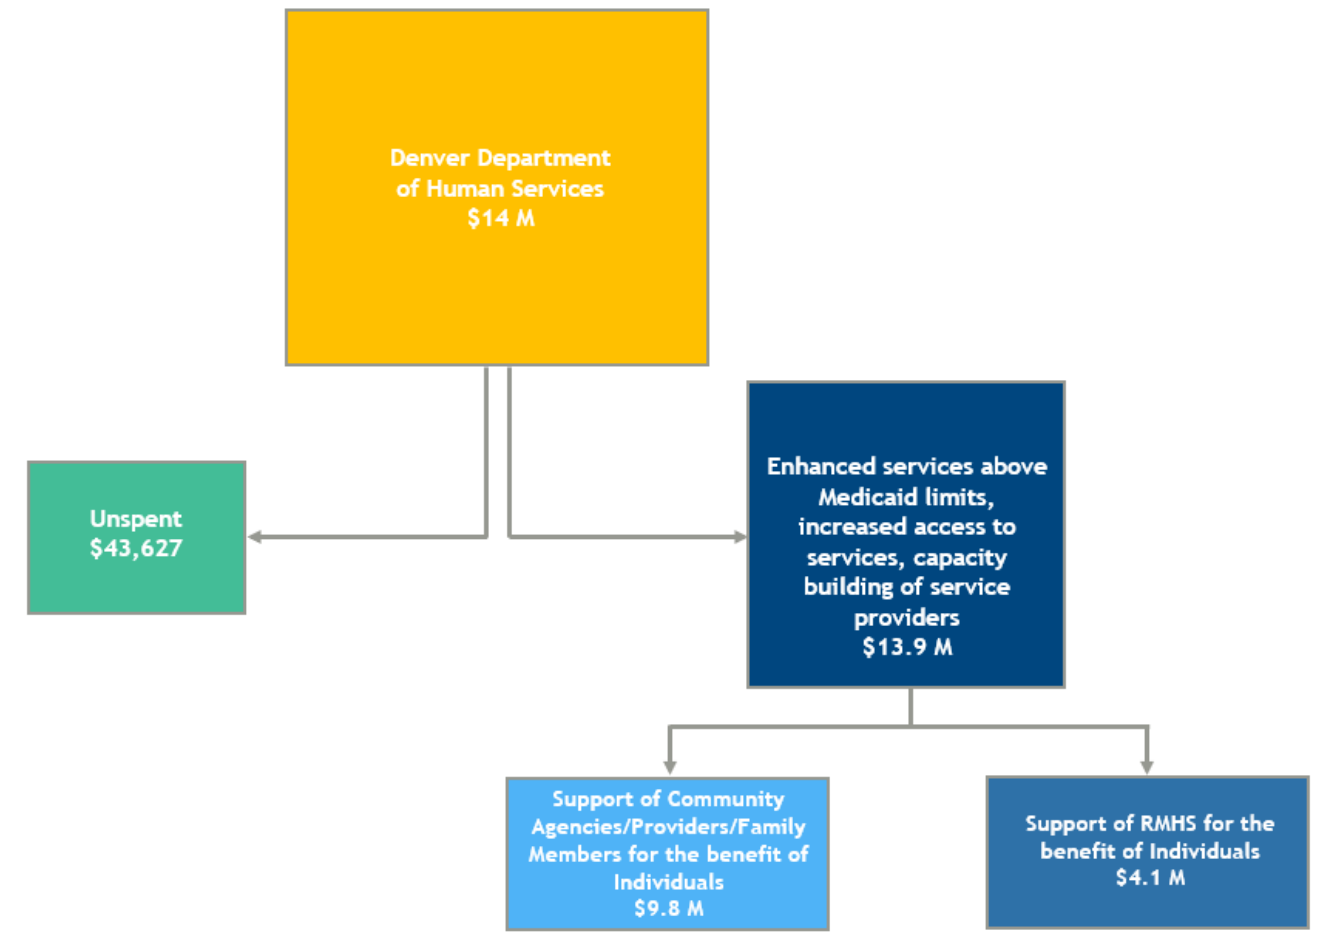 Denver Department
of Human Services
$14 M
Unspent
$43,627
Enhanced services above
Medicaid limits,
increased access to
services, capacity
building of service
providers
$13.9 M
Support of Community
Agencies/Providers/Family
Members for the benefit of
Individuals
$9.8 M
Support of RMHS for the
benefit of Individuals
$4.1 M